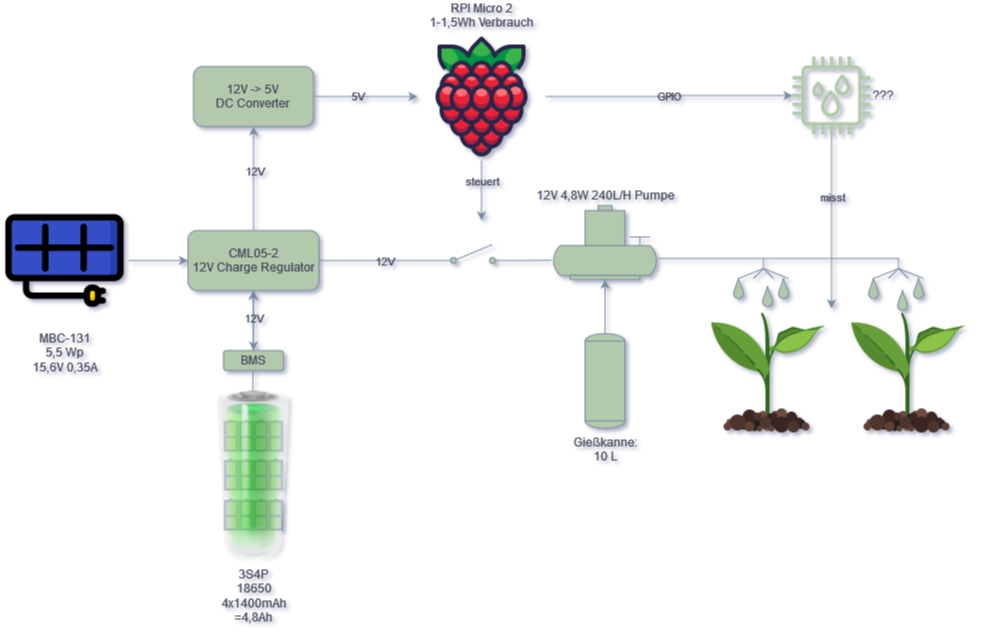 RPI Micro 2
1-1,5Wh Verbrauch
12V -> 5V
DC Converter
5V
GPIO
???
12V
steuert
misst
12V 4,8W 240L/H Pumpe
CML05-2
12V Charge Regulator
12V
12V
BMS
MBC-131
5,5 Wp
15,6V 0,35A
Gießkanne:
10 L
3S4P
18650
4x1400mAh
=4,8Ah